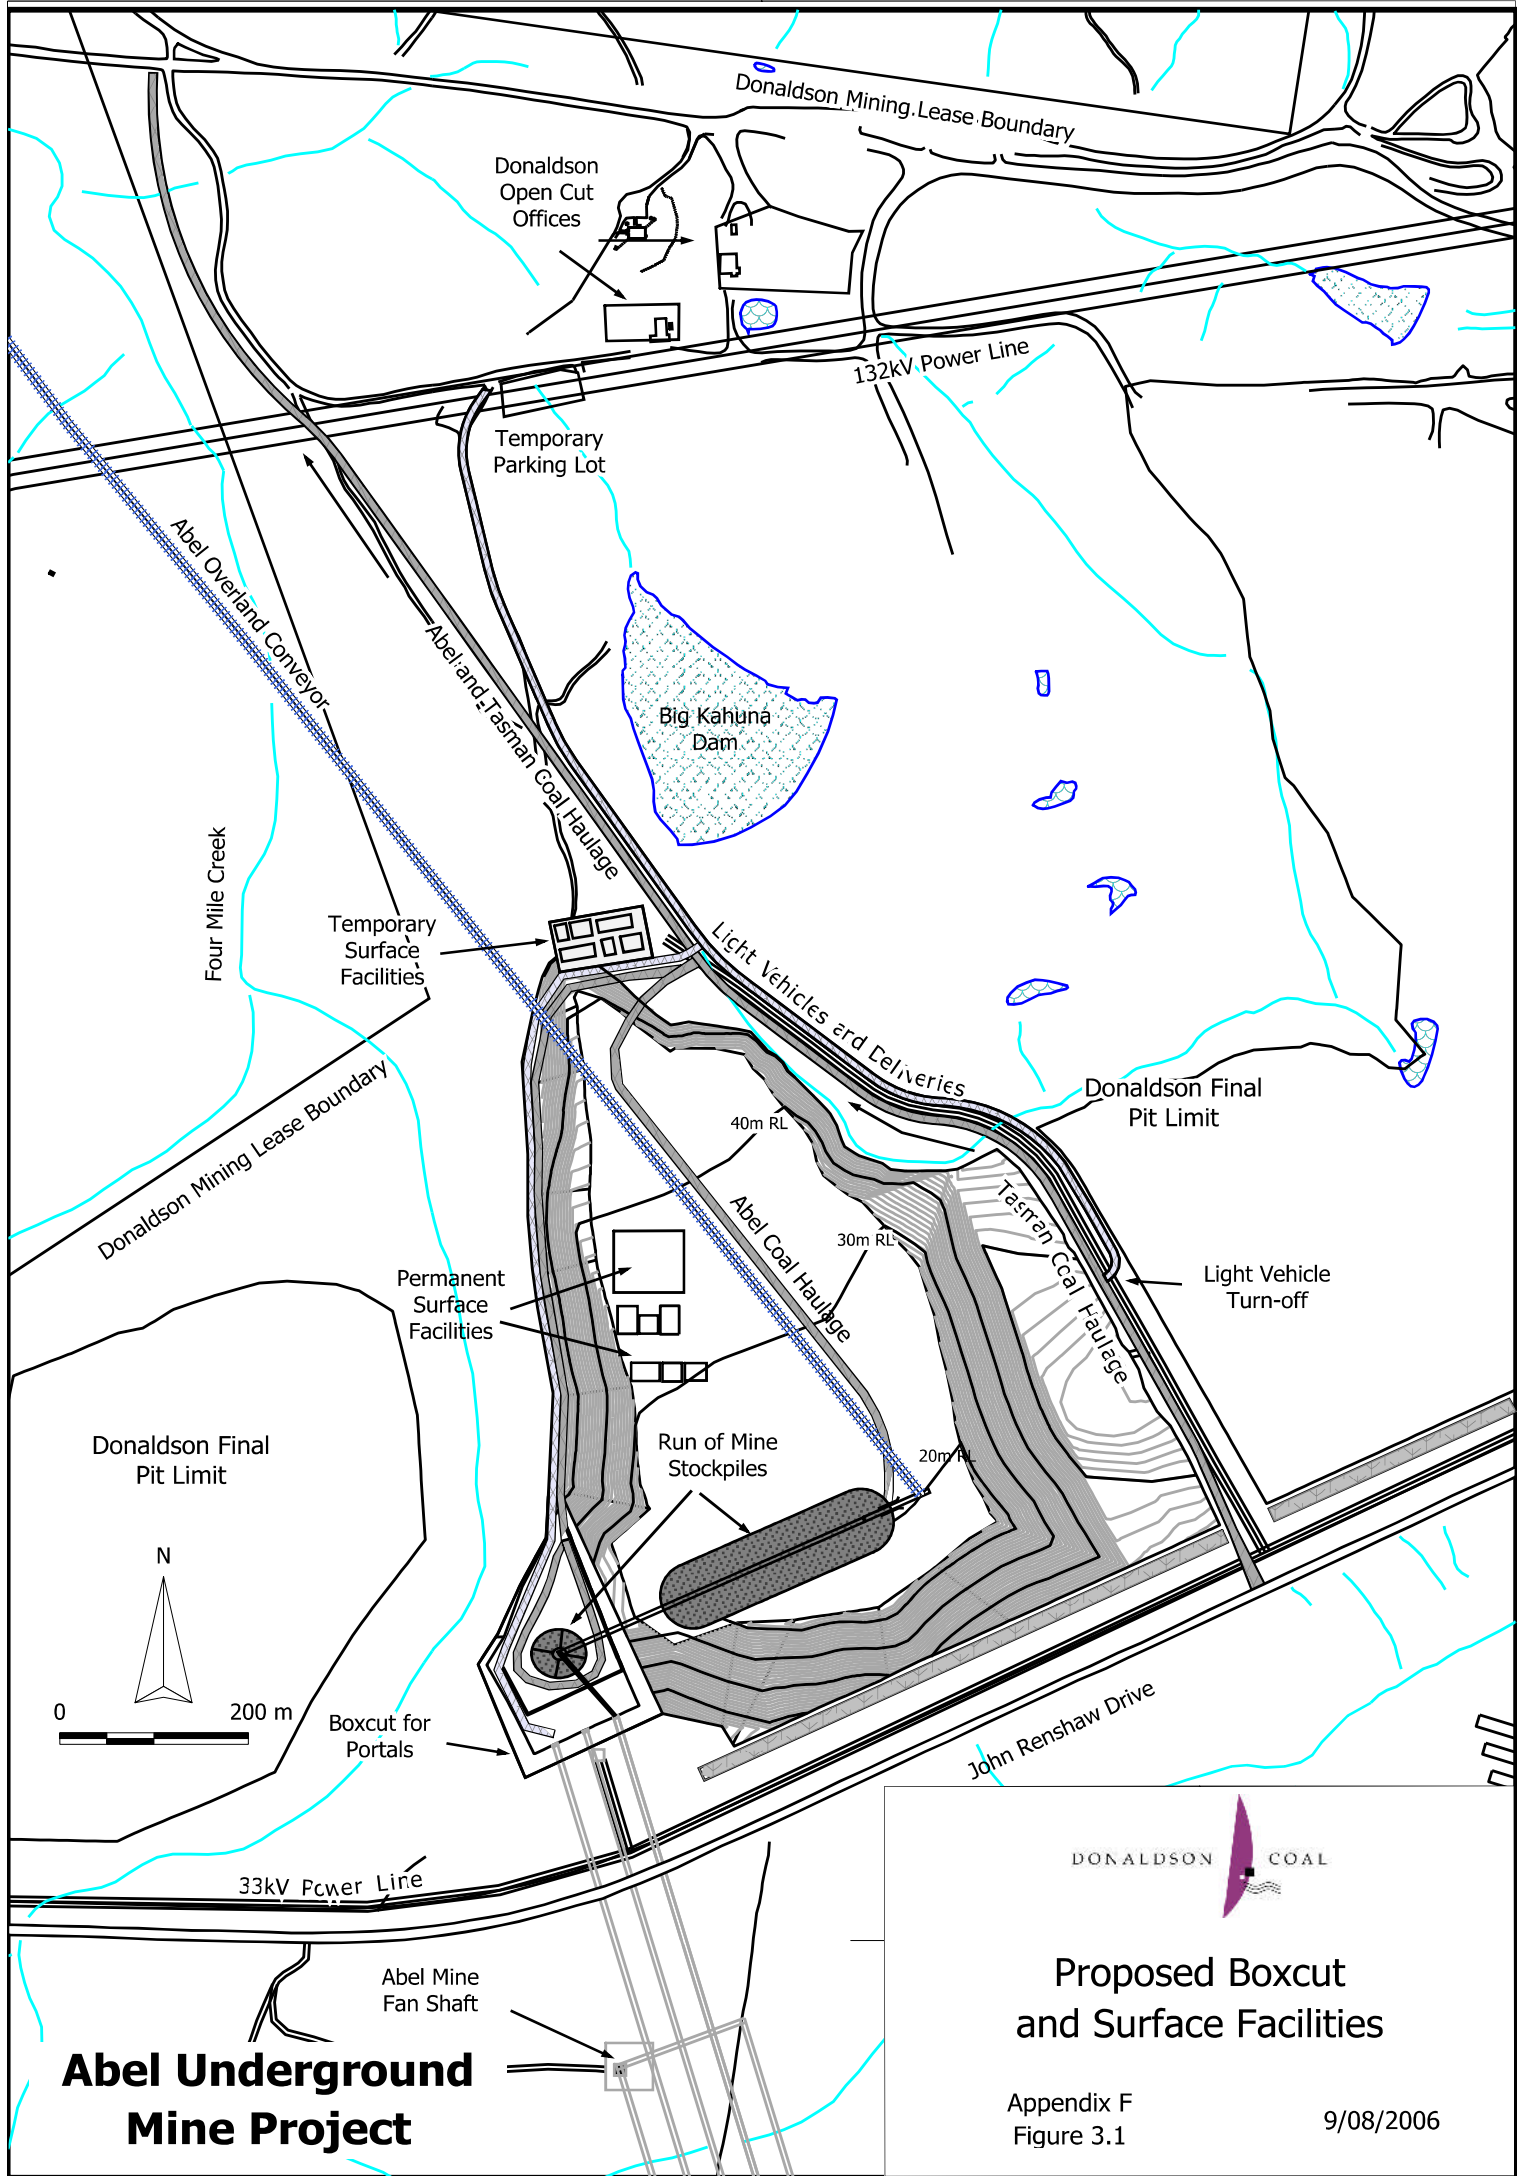 Donaldson Mining Lease Boundary
Donaldson
Open Cut
Offices
132kV Power Line
Temporary
Parking Lot
Abel Overland Conveyor
Abel and Tasman Coal Haulage
Big Kahuna
Dam
Four Mile Creek
Temporary
Surface
Facilities
Light Vehicles and Deliveries
Donaldson Mining Lease Boundary
40m RL
Donaldson Final
Pit Limit
Abel Coal Haulage
30m RL
Tasman Coal Haulage
Permanent
Surface
Facilities
Light Vehicle
Turn-off
Donaldson Final
Pit Limit
Run of Mine
Stockpiles
20m RL
N
0 200 m
Boxcut for
Portals
John Renshaw Drive
33kV Power Line
DONALDSON COAL
Abel Mine
Fan Shaft
Proposed Boxcut
and Surface Facilities
Abel Underground
Mine Project
Appendix F
Figure 3.1
9/08/2006